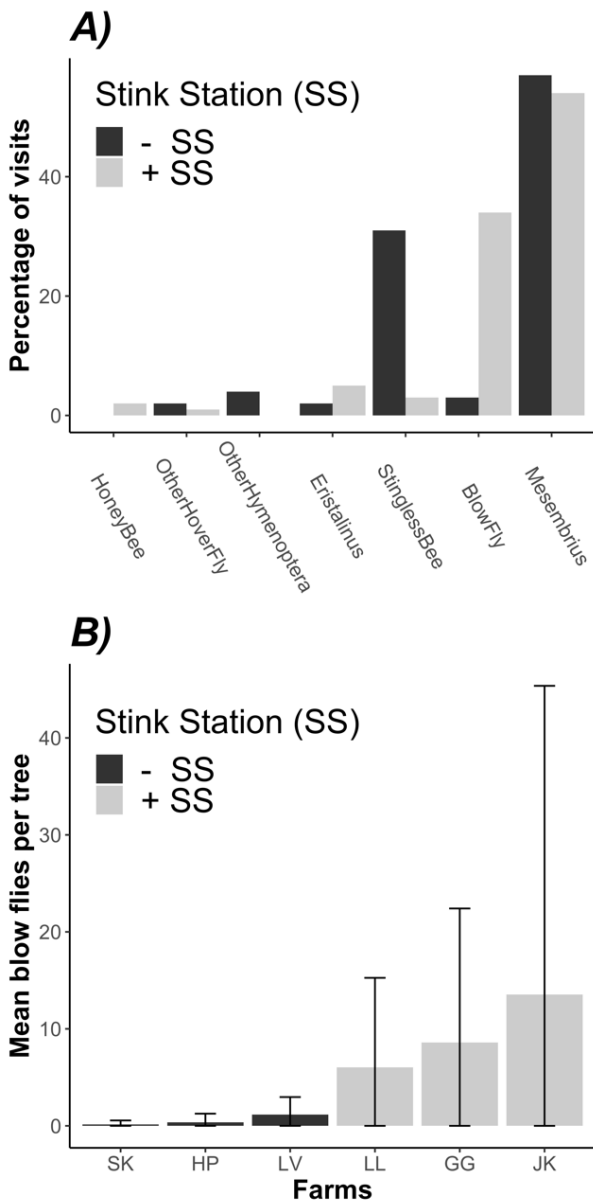 A)
Stink Station (SS)
- SS
+ SS
Percentage of visits
40
20
0
HoneyBee
OtherHoverFly
OtherHymenoptera
Eristalinus
StinglessBee
BlowFly
Mesembrius
B)
Stink Station (SS)
- SS
+ SS
Mean blow flies per tree
40
30
20
10
0
SK HP LV LL GG JK
Farms